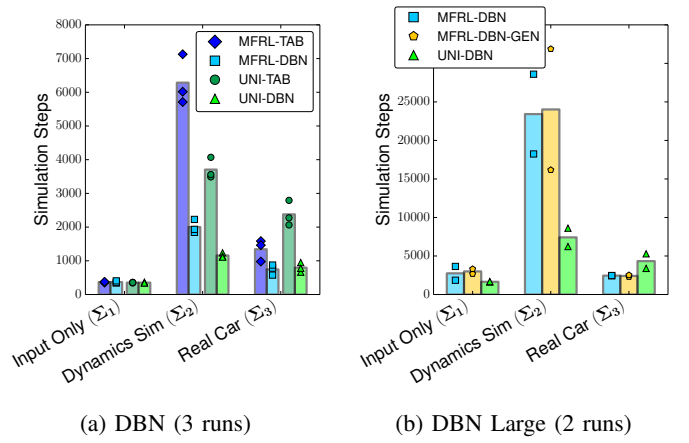 8000
7000
6000
5000
4000
3000
2000
1000
0
Simulation Steps
MFRL-TAB
MFRL-DBN
UNI-TAB
UNI-DBN
Input Only (Σ1)
Dynamics Sim (Σ2)
Real Car (Σ3)
(a) DBN (3 runs)
MFRL-DBN
MFRL-DBN-GEN
UNI-DBN
25000
20000
15000
10000
5000
0
Simulation Steps
Input Only (Σ1)
Dynamics Sim (Σ2)
Real Car (Σ3)
(b) DBN Large (2 runs)